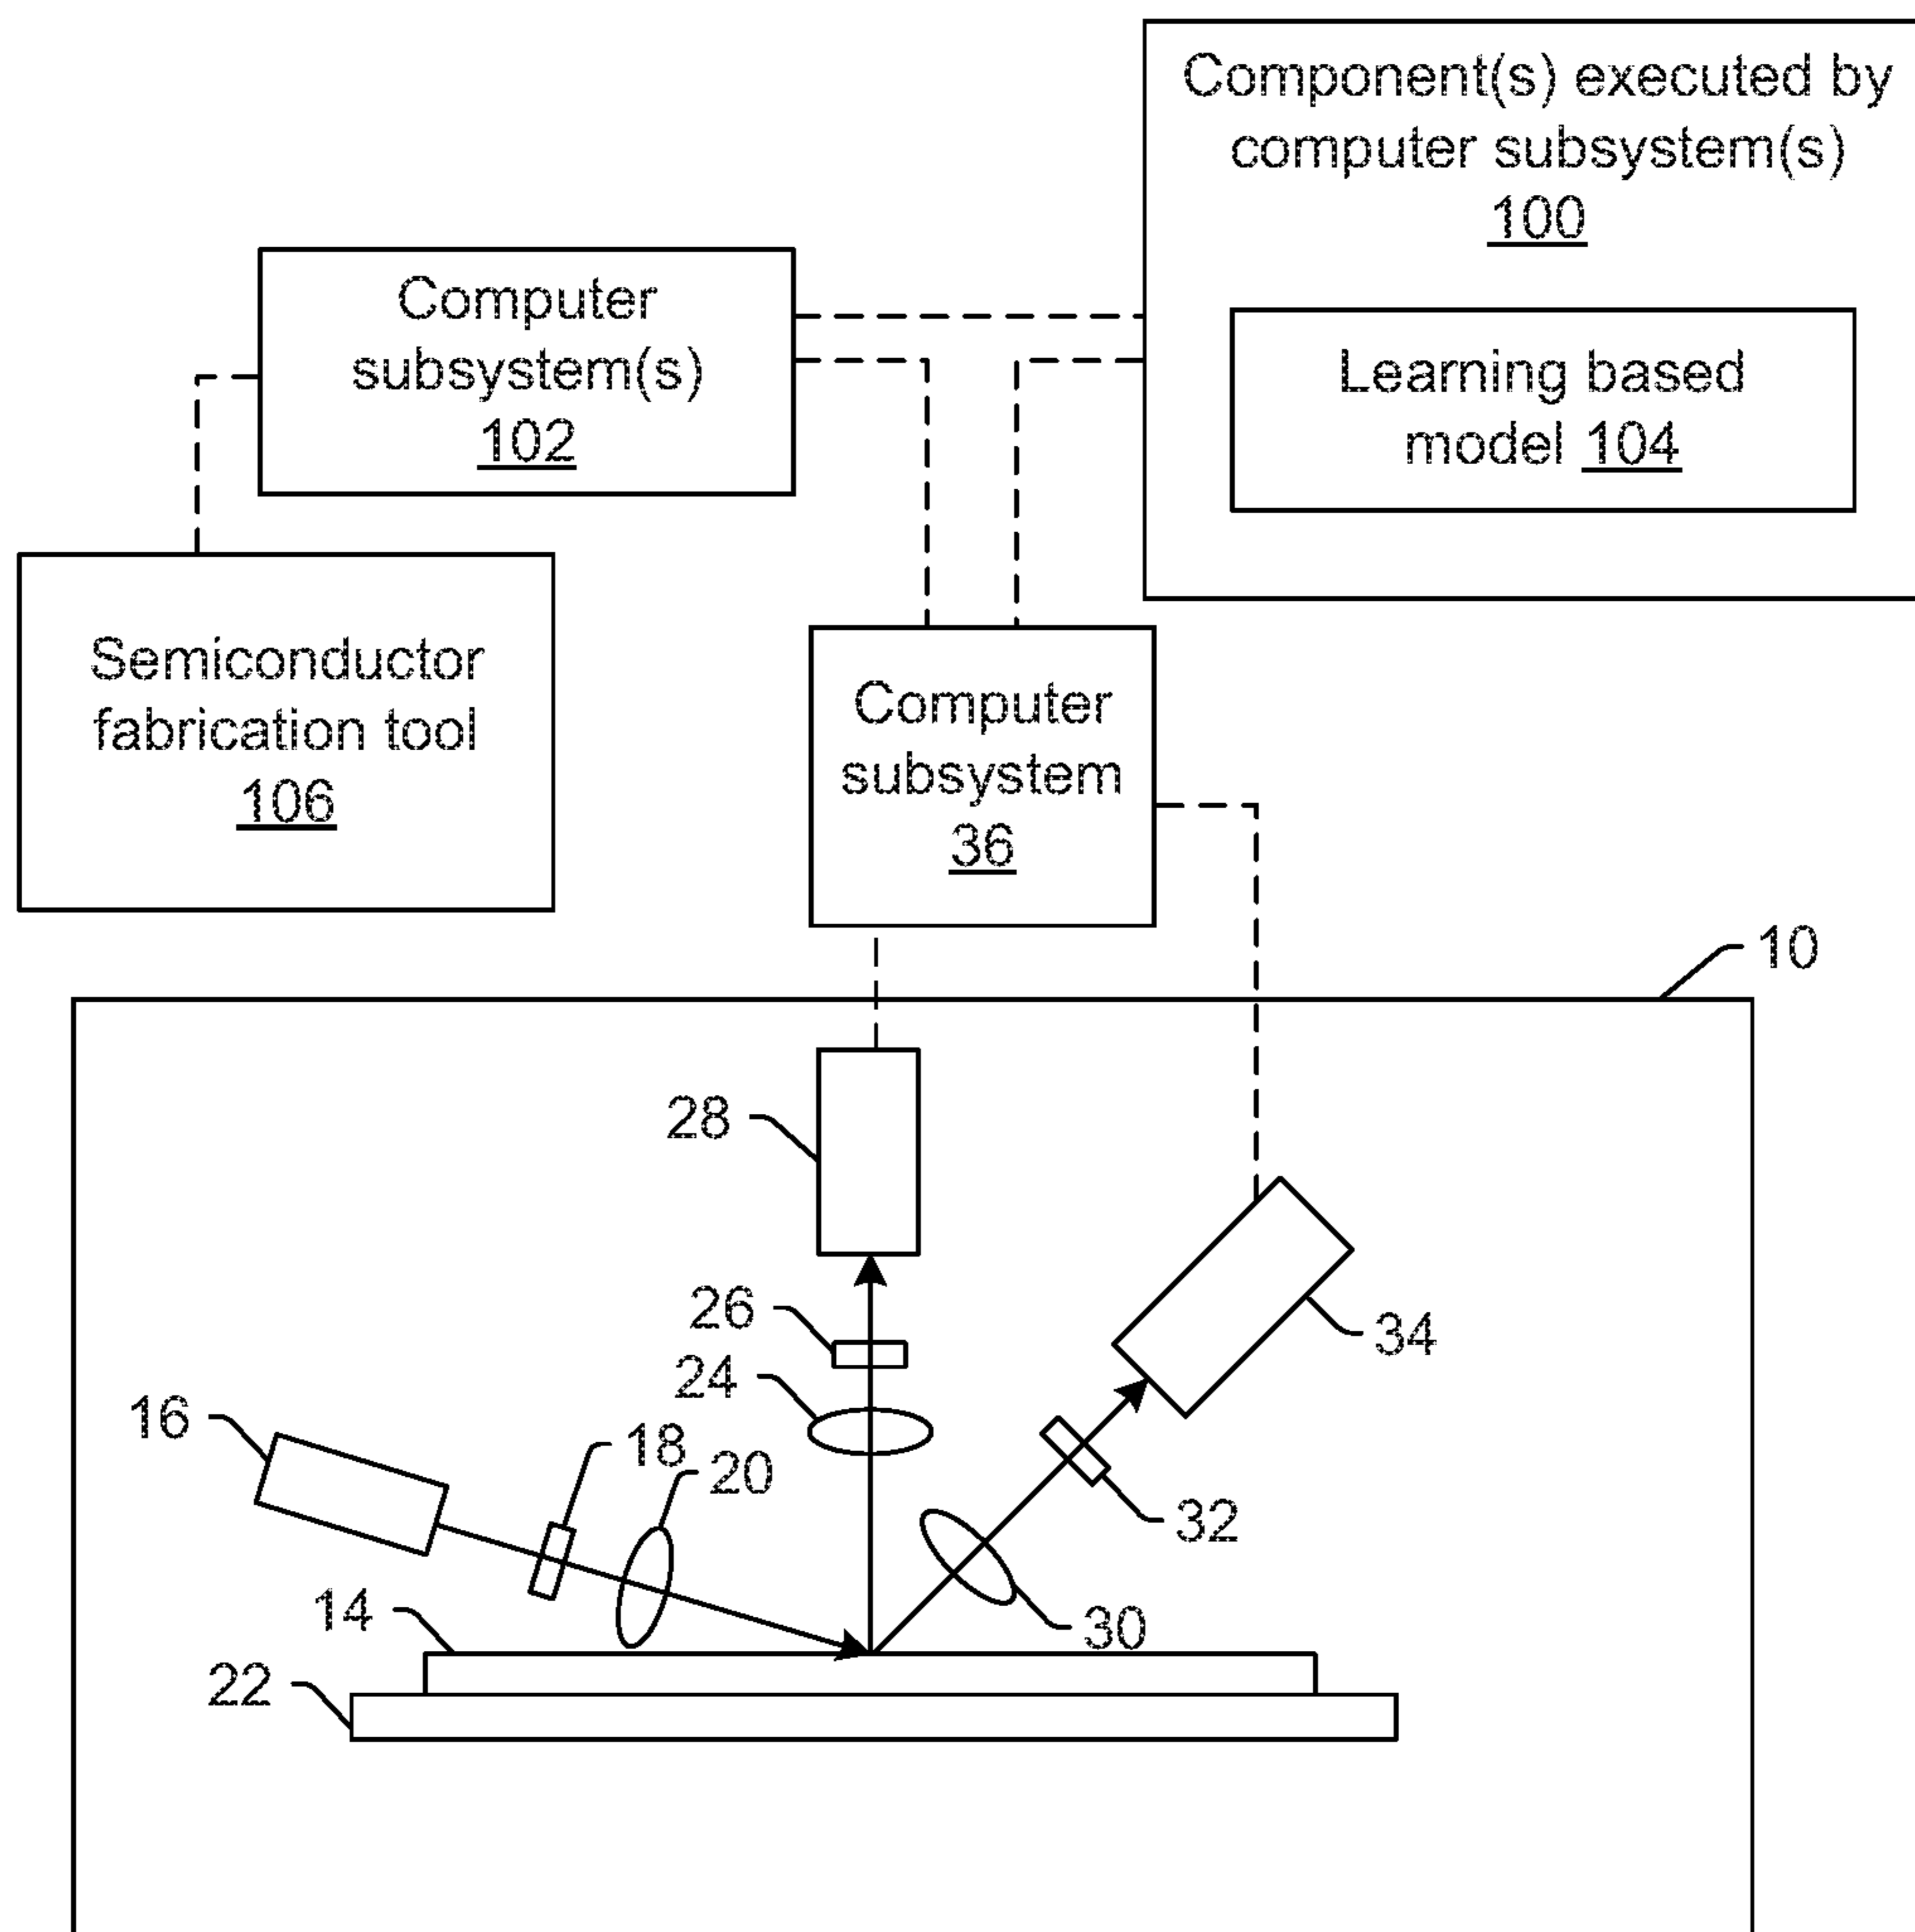 Component(s) executed by
computer subsystem(s)
100
Computer
subsystem(s)
102
Learning based
model 104
Semiconductor
fabrication tool
106
Computer
subsystem
36
10
28
26
24
34
16
18
20
32
14
30
22